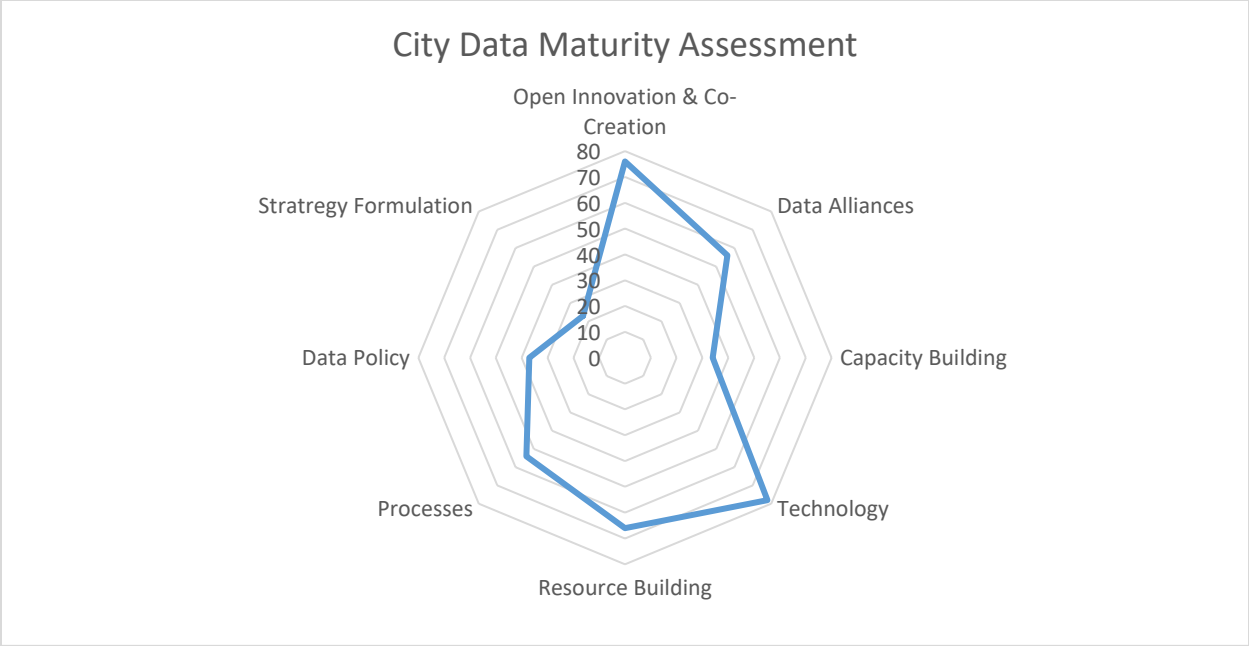 City Data Maturity Assessment
Open Innovation & Co-
Creation
80
70
60
50
40
30
20
10
0
Data Alliances
Capacity Building
Technology
Resource Building
Processes
Data Policy
Stratregy Formulation